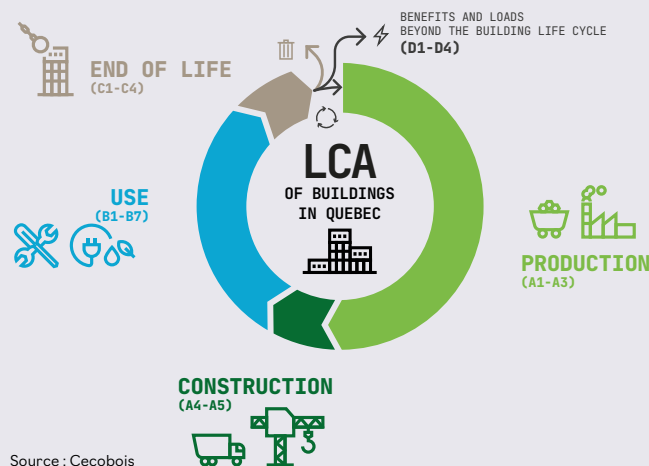 BENEFITS AND LOADS
BEYOND THE BUILDING LIFE CYCLE
(D1-D4)
END OF LIFE
(C1-C4)
LCA
OF BUILDINGS
IN QUEBEC
USE
(B1-B7)
PRODUCTION
(A1-A3)
CONSTRUCTION
(A4-A5)
Source : Cecobois